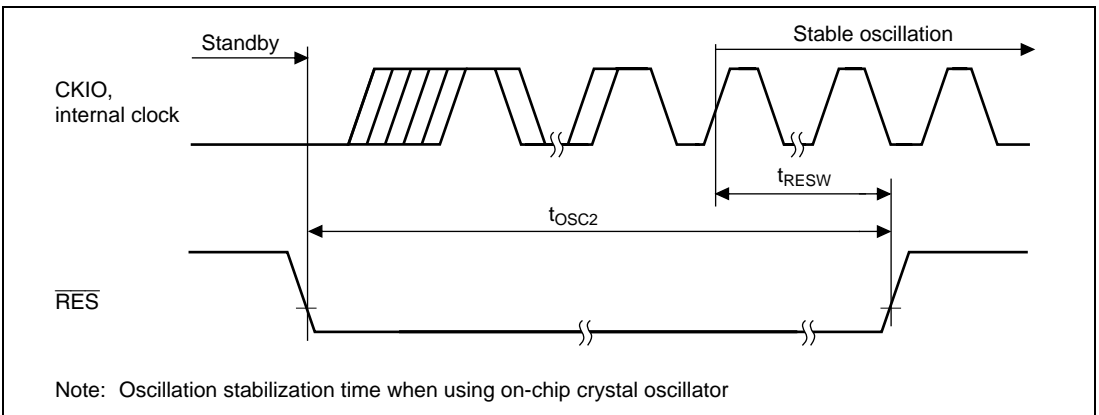 Standby
Stable oscillation
CKIO,
internal clock
tRESW
tOSC2
RES
Note: Oscillation stabilization time when using on-chip crystal oscillator